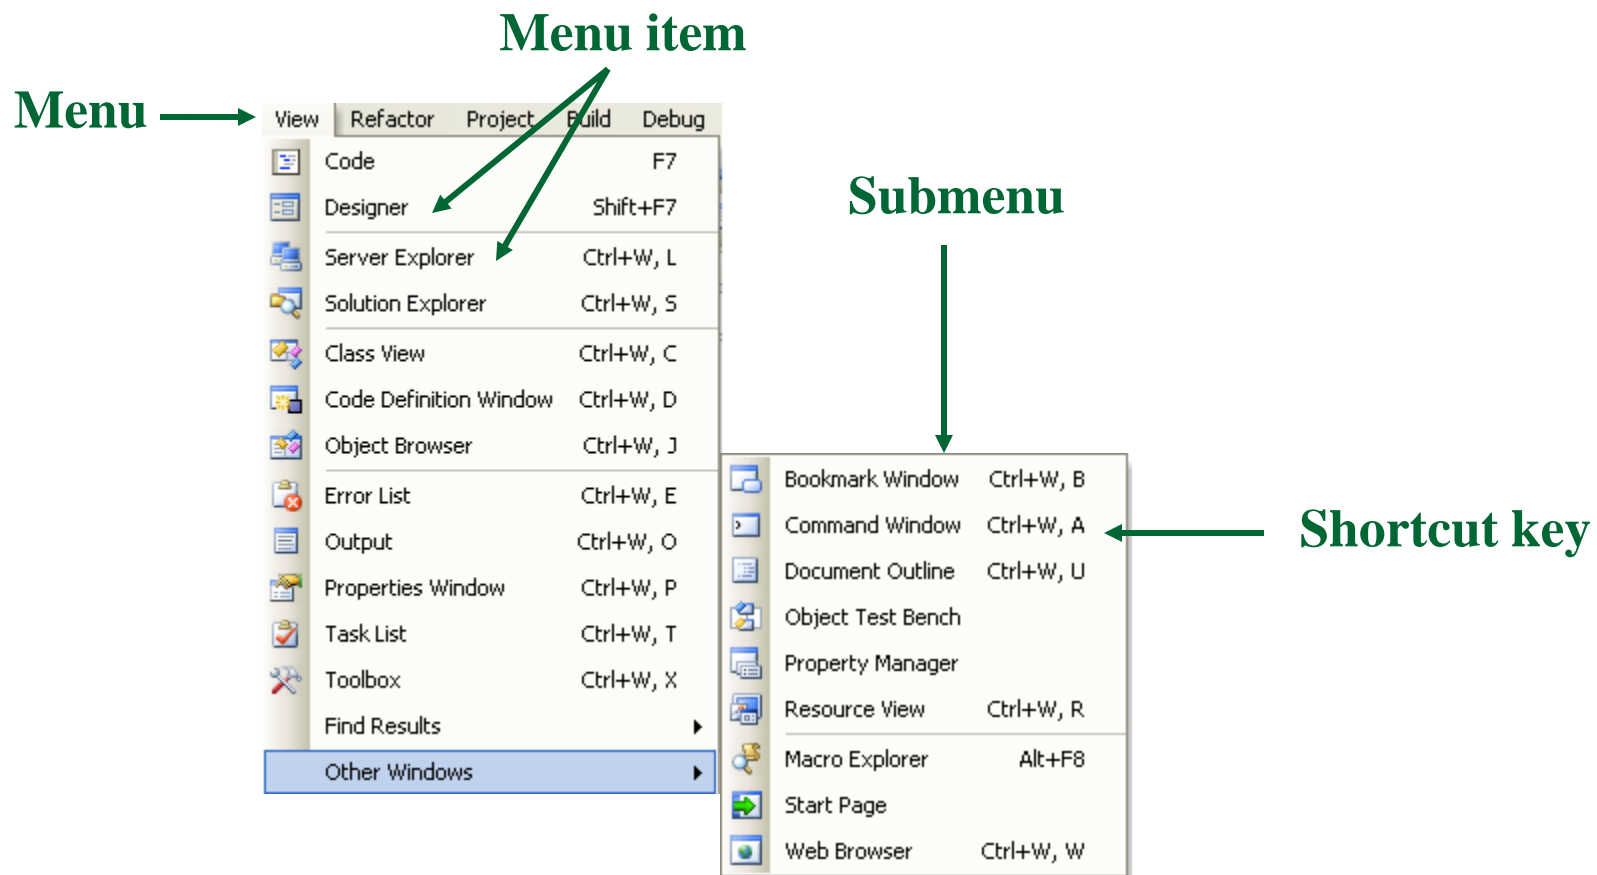 Menu item
Menu
View Refactor Project Build Debug
Code F7
Designer Shift+F7
Server Explorer Ctrl+W, L
Solution Explorer Ctrl+W, S
Class View Ctrl+W, C
Code Definition Window Ctrl+W, D
Object Browser Ctrl+W, J
Error List Ctrl+W, E
Output Ctrl+W, O
Properties Window Ctrl+W, P
Task List Ctrl+W, T
Toolbox Ctrl+W, X
Find Results
Other Windows
Submenu
Bookmark Window Ctrl+W, B
Command Window Ctrl+W, A
Document Outline Ctrl+W, U
Object Test Bench
Property Manager
Resource View Ctrl+W, R
Macro Explorer Alt+F8
Start Page
Web Browser Ctrl+W, W
Shortcut key